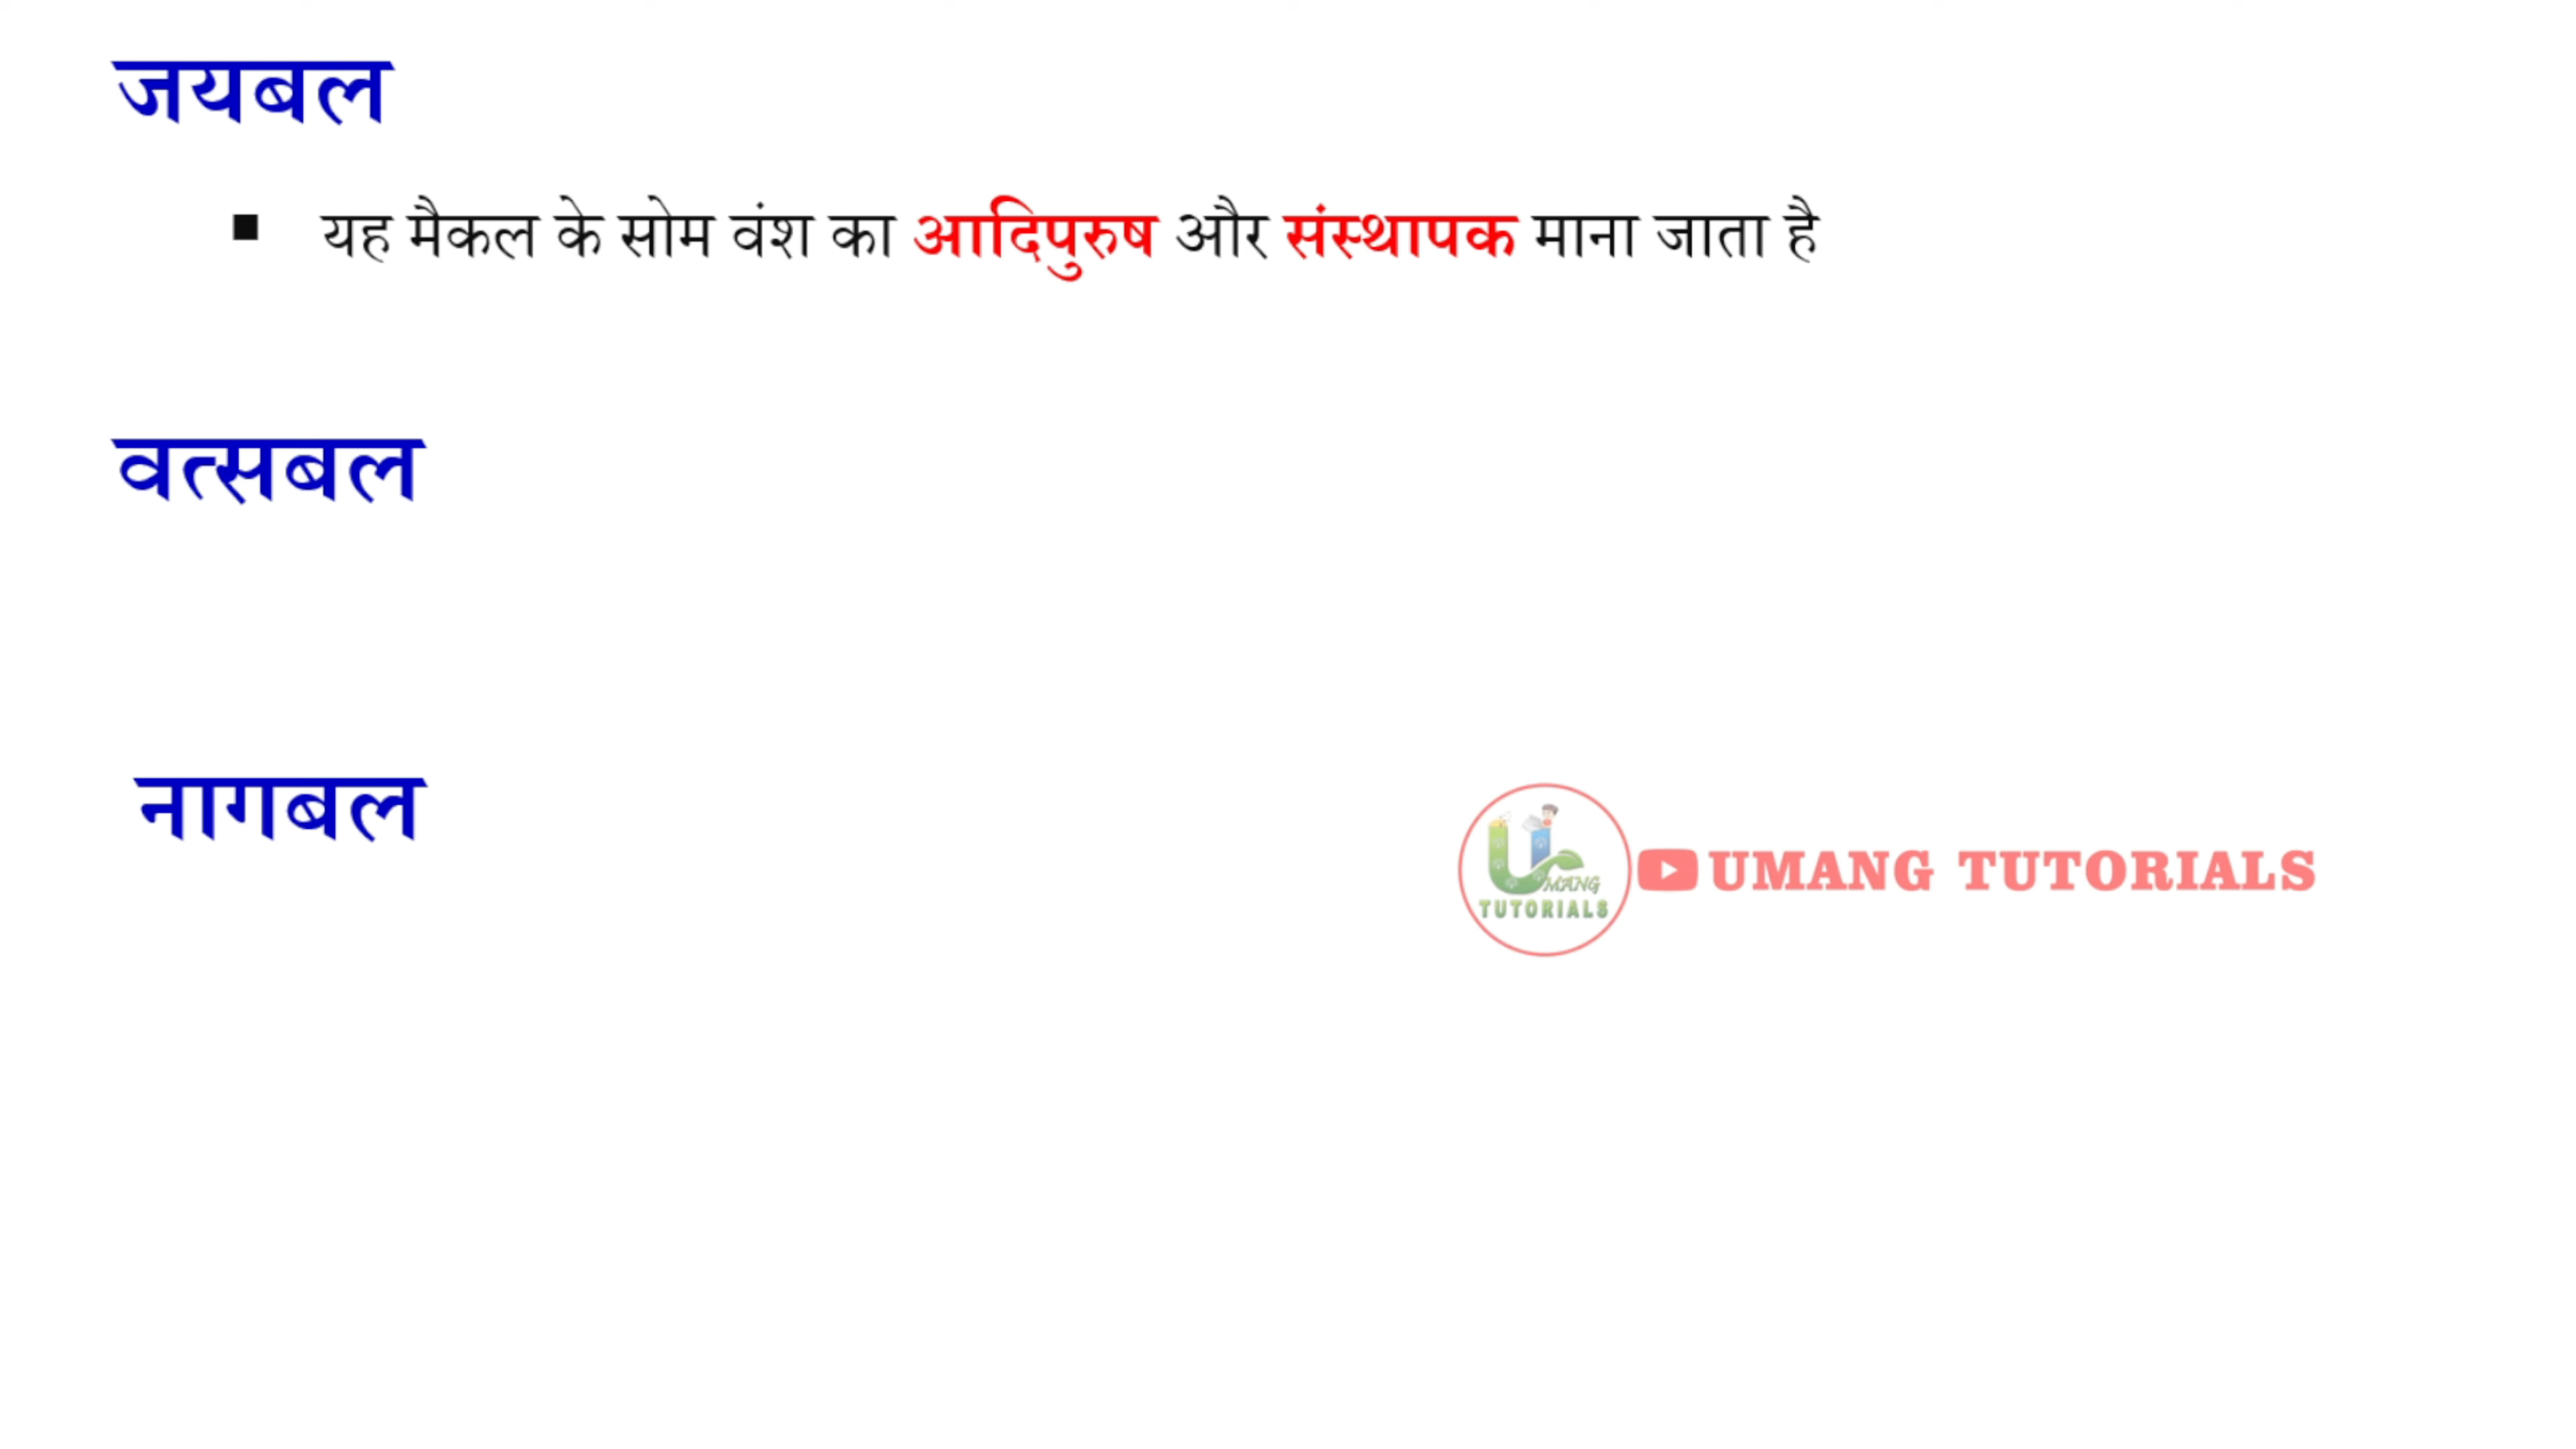 जयबल
▪ यह मैकल के सोम वंश का आदिपुरुष और संस्थापक माना जाता है
वत्सबल
नागबल
UMANG
TUTORIALS
UMANG TUTORIALS